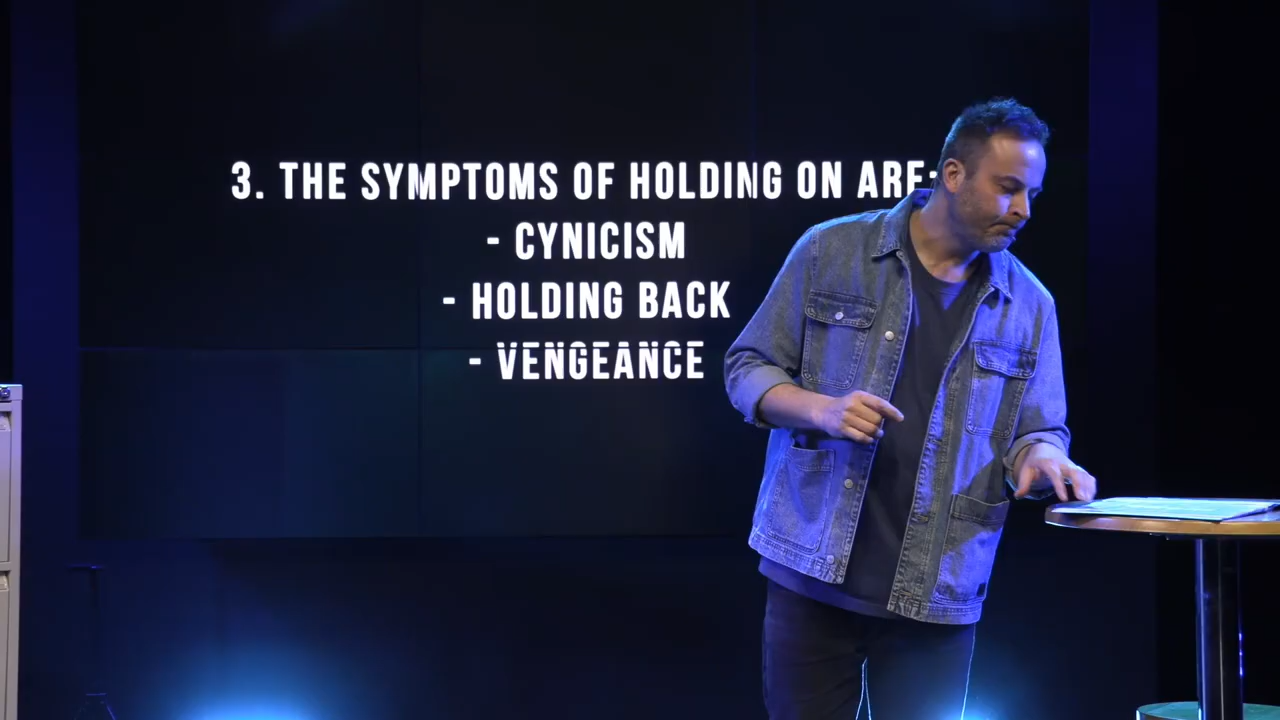 3. THE SYMPTOMS OF HOLDING ON ARE:
- CYNICISM
- HOLDING BACK
- VENGEANCE